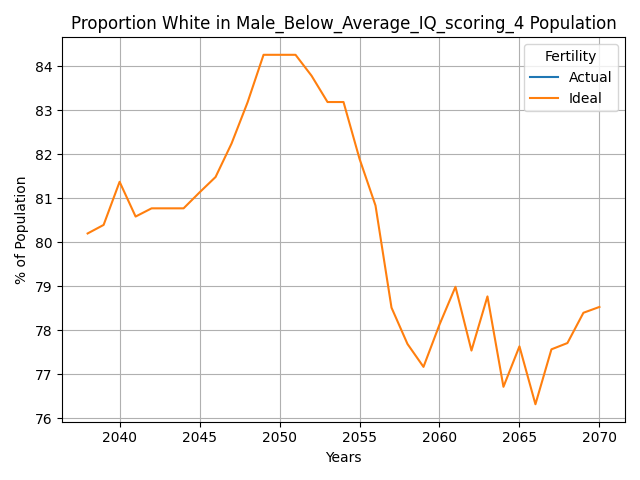 Proportion White in Male_Below_Average_IQ_scoring_4 Population
Fertility
Actual
Ideal
% of Population
84
83
82
81
80
79
78
77
76
2040
2045
2050
2055
2060
2065
2070
Years